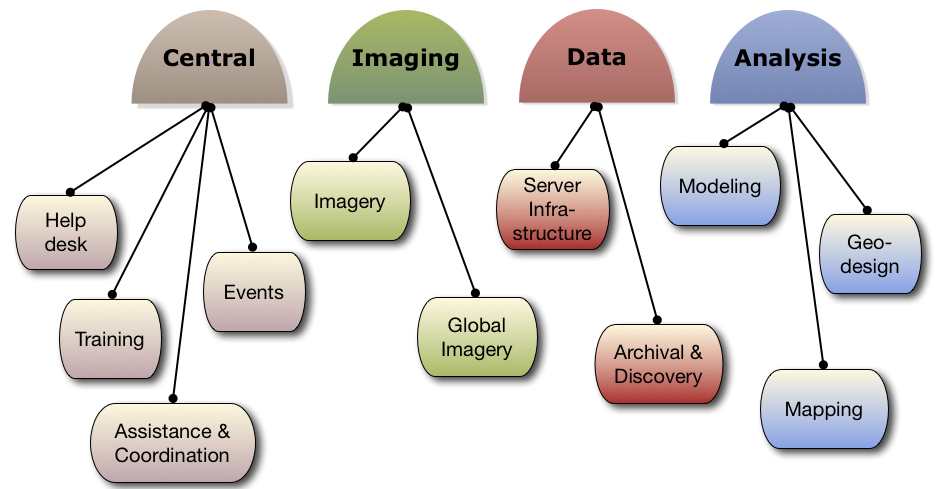 Central
Imaging
Data
Analysis
Help
desk
Training
Assistance &
Coordination
Events
Imagery
Global
Imagery
Server
Infra-
structure
Archival &
Discovery
Modeling
Geo-
design
Mapping